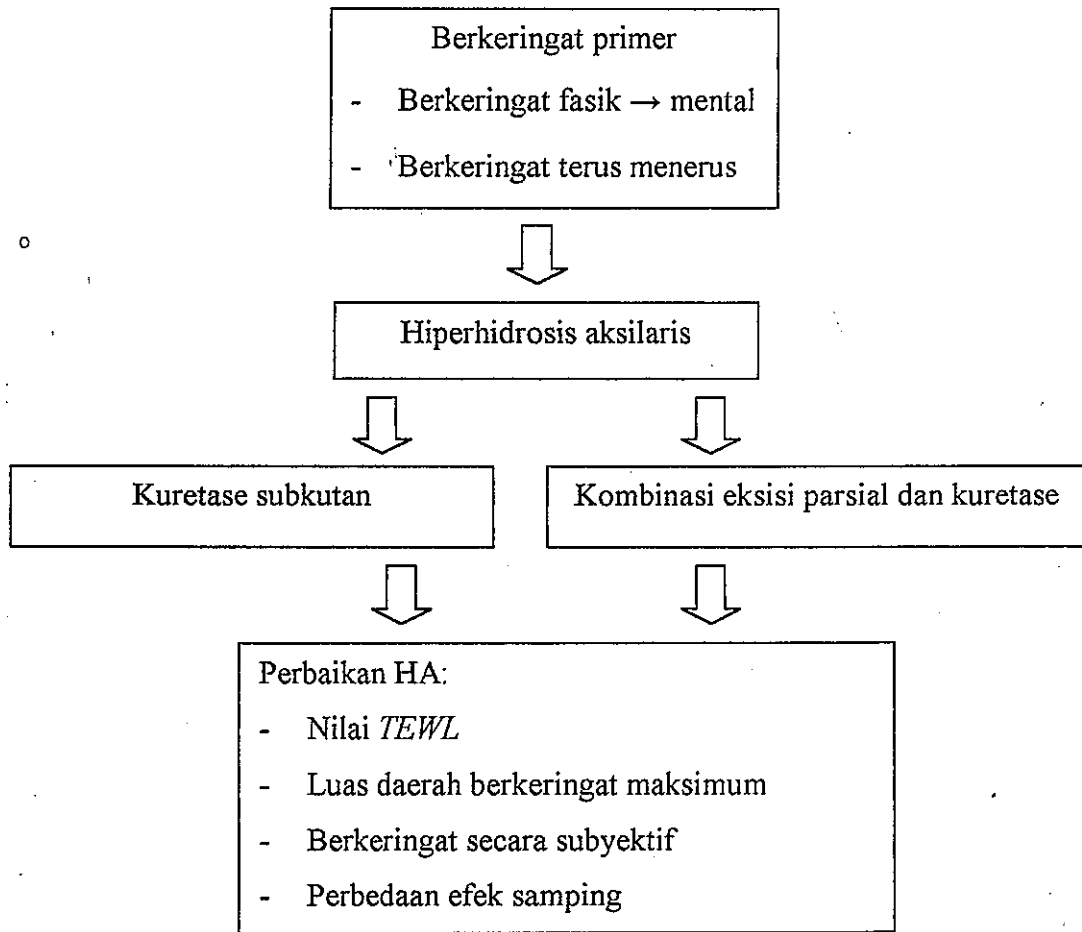 Berkeringat primer
- Berkeringat fasik → mental
- Berkeringat terus menerus
Hiperhidrosis aksilaris
Kuretase subkutan
Kombinasi eksisi parsial dan kuretase
Perbaikan HA:
- Nilai TEWL
- Luas daerah berkeringat maksimum
- Berkeringat secara subyektif
- Perbedaan efek samping